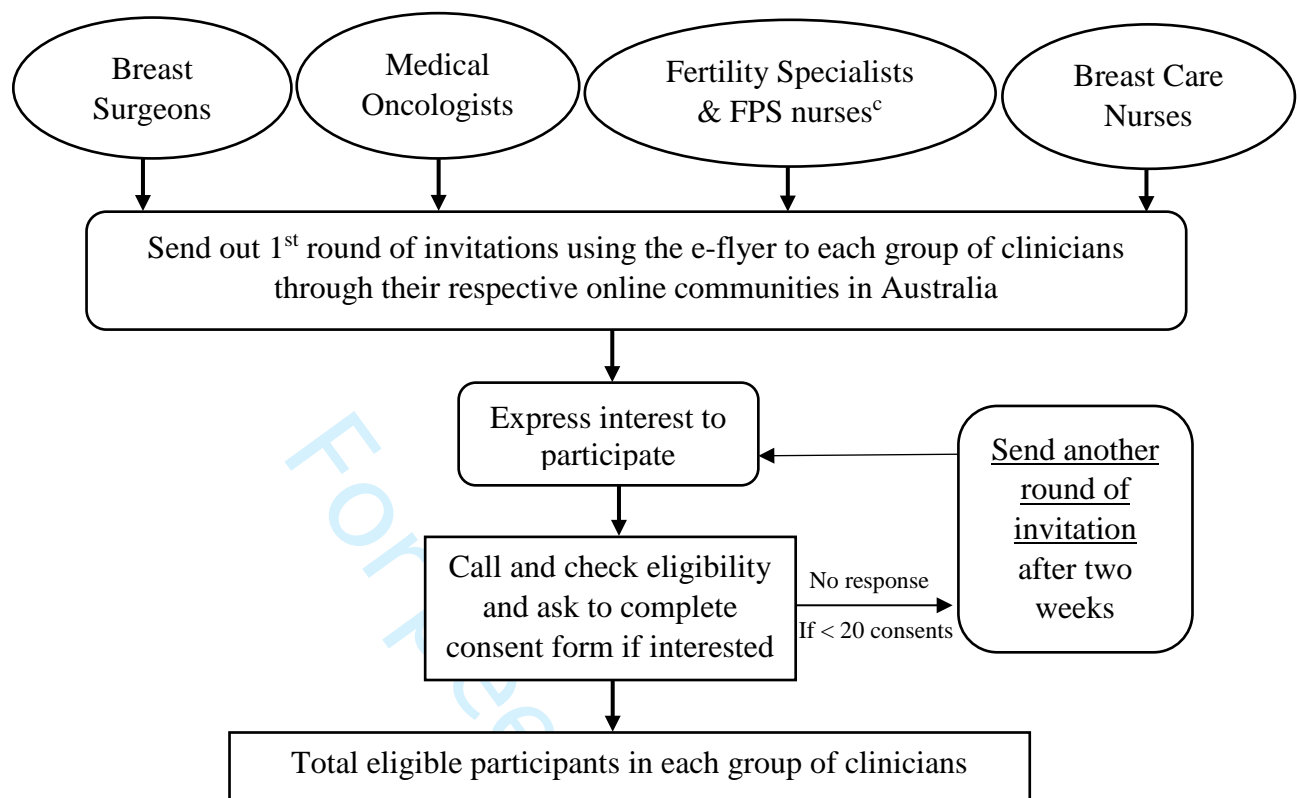 Breast
Surgeons
Medical
Oncologists
Fertility Specialists
& FPS nursesᶜ
Breast Care
Nurses
Send out 1ˢᵗ round of invitations using the e-flyer to each group of clinicians
through their respective online communities in Australia
Express interest to
participate
Call and check eligibility
and ask to complete
consent form if interested
No response
If < 20 consents
Send another
round of
invitation
after two
weeks
Total eligible participants in each group of clinicians
For